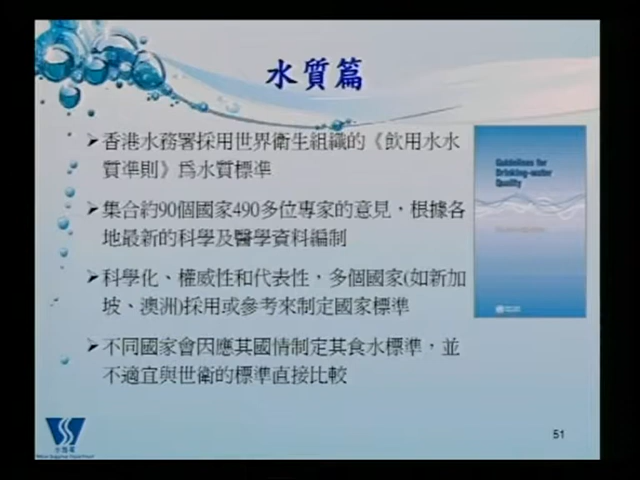 水質篇
➢香港水務署採用世界衛生組織的《飲用水水
質準則》為水質標準
➢集合約90個國家490多位專家的意見，根據各
地最新的科學及醫學資料編制
➢科學化、權威性和代表性，多個國家(如新加
坡、澳洲)採用或參考來制定國家標準
➢不同國家會因應其國情制定其食水標準，並
不適宜與世衛的標準直接比較
Guidelines for
Drinking-water
Quality
水務署
Water Supplies Department
51